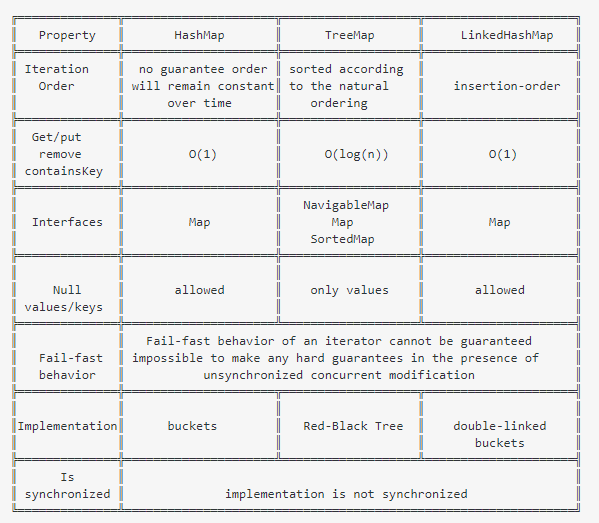 Property HashMap TreeMap LinkedHashMap
Iteration no guarantee order sorted according
Order will remain constant to the natural insertion-order
over time ordering
Get/put
remove O(1) O(log(n)) O(1)
containsKey
NavigableMap
Interfaces Map Map Map
SortedMap
Null allowed only values allowed
values/keys
Fail-fast behavior of an iterator cannot be guaranteed
Fail-fast impossible to make any hard guarantees in the presence of
behavior unsynchronized concurrent modification
Implementation buckets Red-Black Tree double-linked
buckets
Is
synchronized implementation is not synchronized